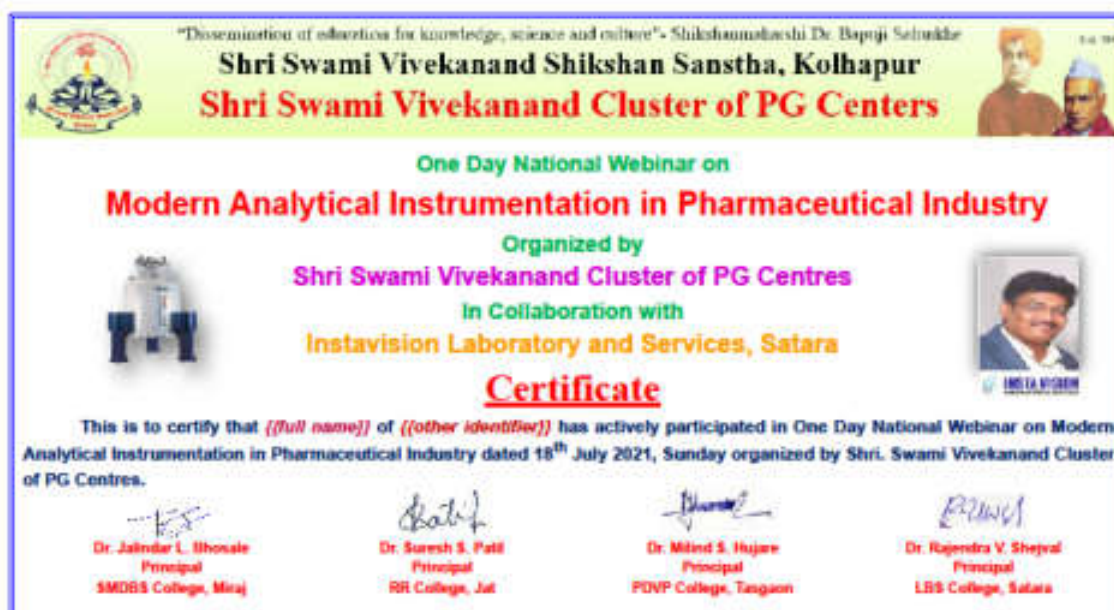 "Dissemination of education for knowledge, science and culture"- Shikshanmaharshi Dr. Bapuji Salunkhe
Shri Swami Vivekanand Shikshan Sanstha, Kolhapur
Shri Swami Vivekanand Cluster of PG Centers
One Day National Webinar on
Modern Analytical Instrumentation in Pharmaceutical Industry
Organized by
Shri Swami Vivekanand Cluster of PG Centres
In Collaboration with
Instavision Laboratory and Services, Satara
INSTA VISION
Certificate
This is to certify that {{full name}} of {{other identifier}} has actively participated in One Day National Webinar on Modern
Analytical Instrumentation in Pharmaceutical Industry dated 18th July 2021, Sunday organized by Shri. Swami Vivekanand Cluster
of PG Centres.
Dr. Jalindar L. Bhosale
Principal
SMDBS College, Miraj
Dr. Suresh S. Patil
Principal
RR College, Jat
Dr. Milind S. Hujare
Principal
PDVP College, Tasgaon
Dr. Rajendra V. Shejval
Principal
LBS College, Satara